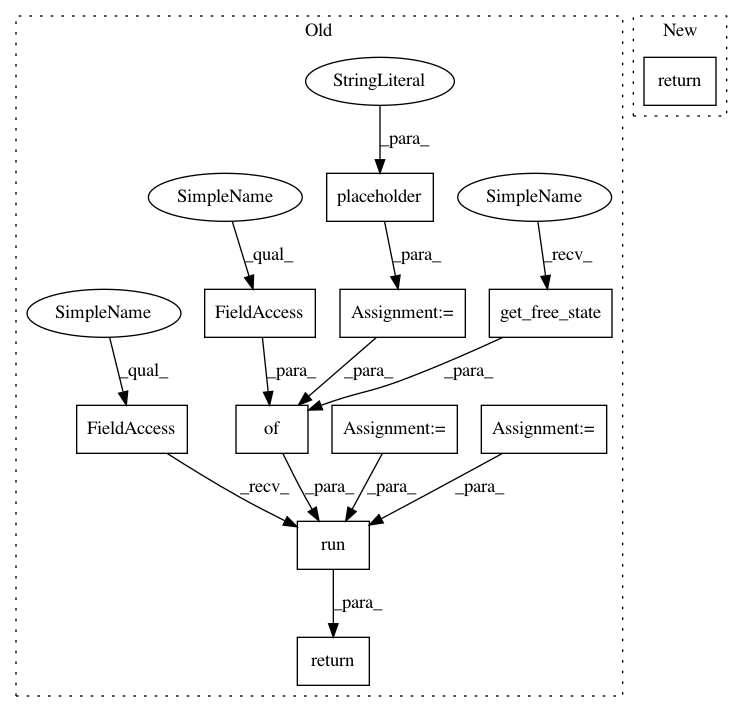 Old
New
StringLiteral
return
_para_
SimpleName
placeholder
SimpleName
_qual_
_para_
_recv_
SimpleName
FieldAccess
Assignment:=
get_free_state
_qual_
_para_
_para_
_para_
FieldAccess
of
Assignment:=
Assignment:=
_recv_
_para_
_para_
_para_
run
_para_
return